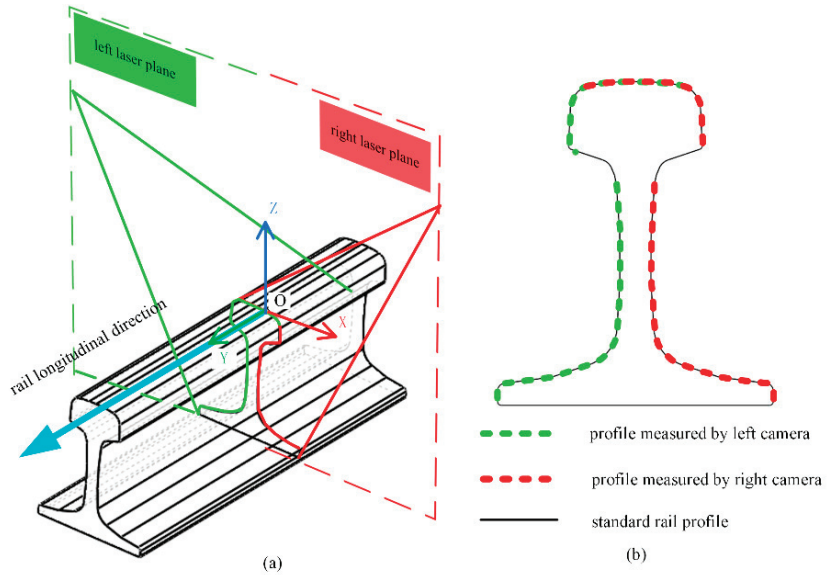 left laser plane
right laser plane
Z
O
X
Y
rail longitudinal direction
(a)
profile measured by left camera
profile measured by right camera
standard rail profile
(b)